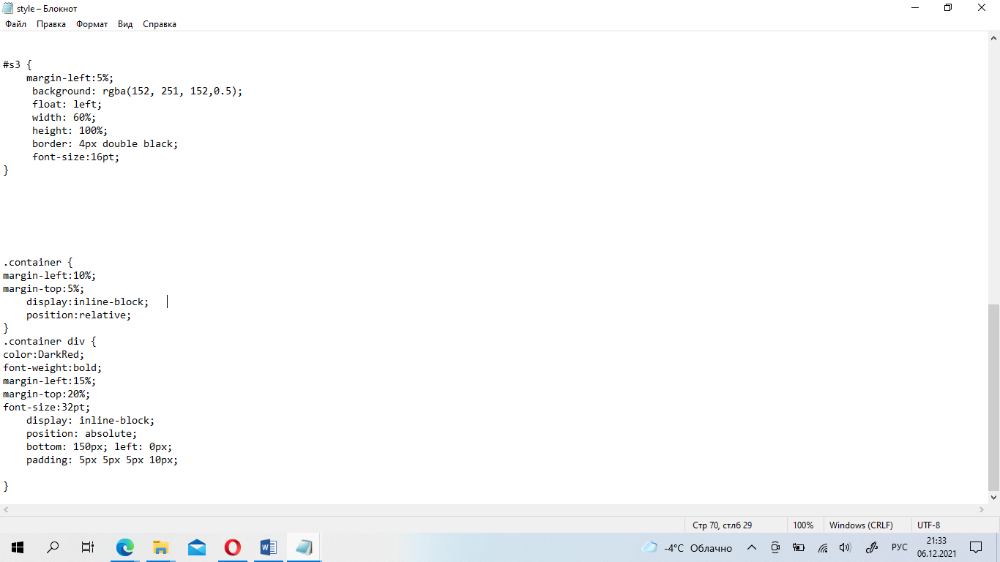 style – Блокнот
Файл Правка Формат Вид Справка
#s3 {
margin-left:5%;
background: rgba(152, 251, 152,0.5);
float: left;
width: 60%;
height: 100%;
border: 4px double black;
font-size:16pt;
}
.container {
margin-left:10%;
margin-top:5%;
display:inline-block;
position:relative;
}
.container div {
color:DarkRed;
font-weight:bold;
margin-left:15%;
margin-top:20%;
font-size:32pt;
display: inline-block;
position: absolute;
bottom: 150px; left: 0px;
padding: 5px 5px 5px 10px;
}
Стр 70, стлб 29 100% Windows (CRLF) UTF-8
-4°C Облачно РУС 21:33
06.12.2021